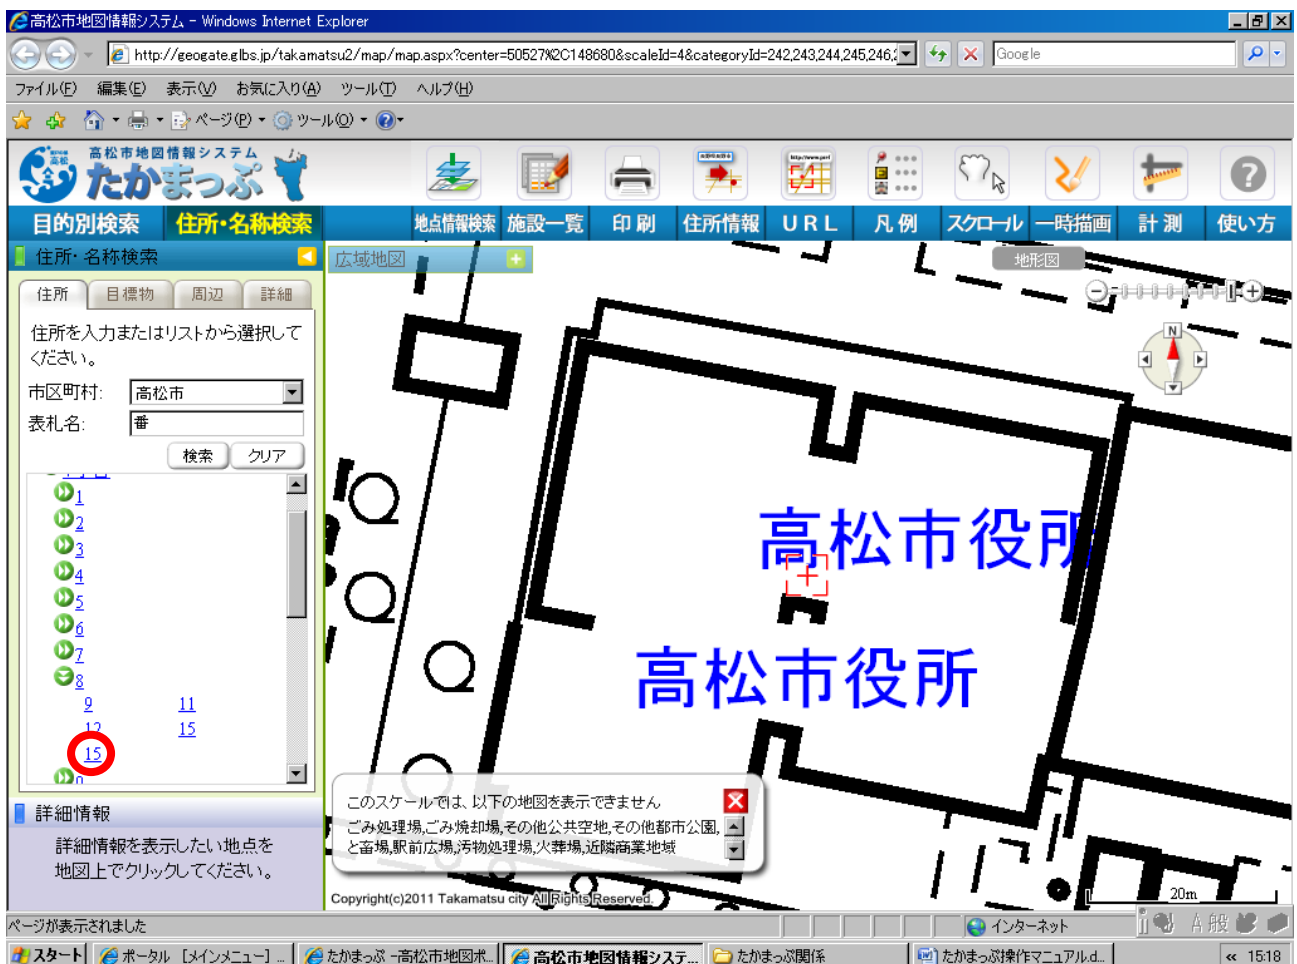 高松市地図情報システム - Windows Internet Explorer
http://geogate.glbs.jp/takamatsu2/map/map.aspx?center=50527%2C148680&scaleId=4&categoryId=242,243,244,245,246,
Google
ファイル(F) 編集(E) 表示(V) お気に入り(A) ツール(T) ヘルプ(H)
ページ(P) ツール(O)
高松
高松市地図情報システム
たかまっぷ
目的別検索 住所・名称検索 地点情報検索 施設一覧 印刷 住所情報 URL 凡例 スクロール 一時描画 計測 使い方
住所・名称検索
広域地図
地形図
住所 目標物 周辺 詳細
住所を入力またはリストから選択して
ください。
市区町村: 高松市
表札名: 番
検索 クリア
1
2
3
4
5
6
7
8
9 11
12 15
15
N
高松市役所
高松市役所
詳細情報
詳細情報を表示したい地点を
地図上でクリックしてください。
このスケールでは、以下の地図を表示できません
ごみ処理場,ごみ焼却場,その他公共空地,その他都市公園,
と畜場,駅前広場,汚物処理場,火葬場,近隣商業地域
Copyright(c)2011 Takamatsu city All Rights Reserved.
20m
ページが表示されました
インターネット
A 般
スタート
ポータル [メインメニュー] ...
たかまっぷ -高松市地図ポ...
高松市地図情報シス テ...
たかまっぷ関係
たかまっぷ操作マニュアル.d...
15:18